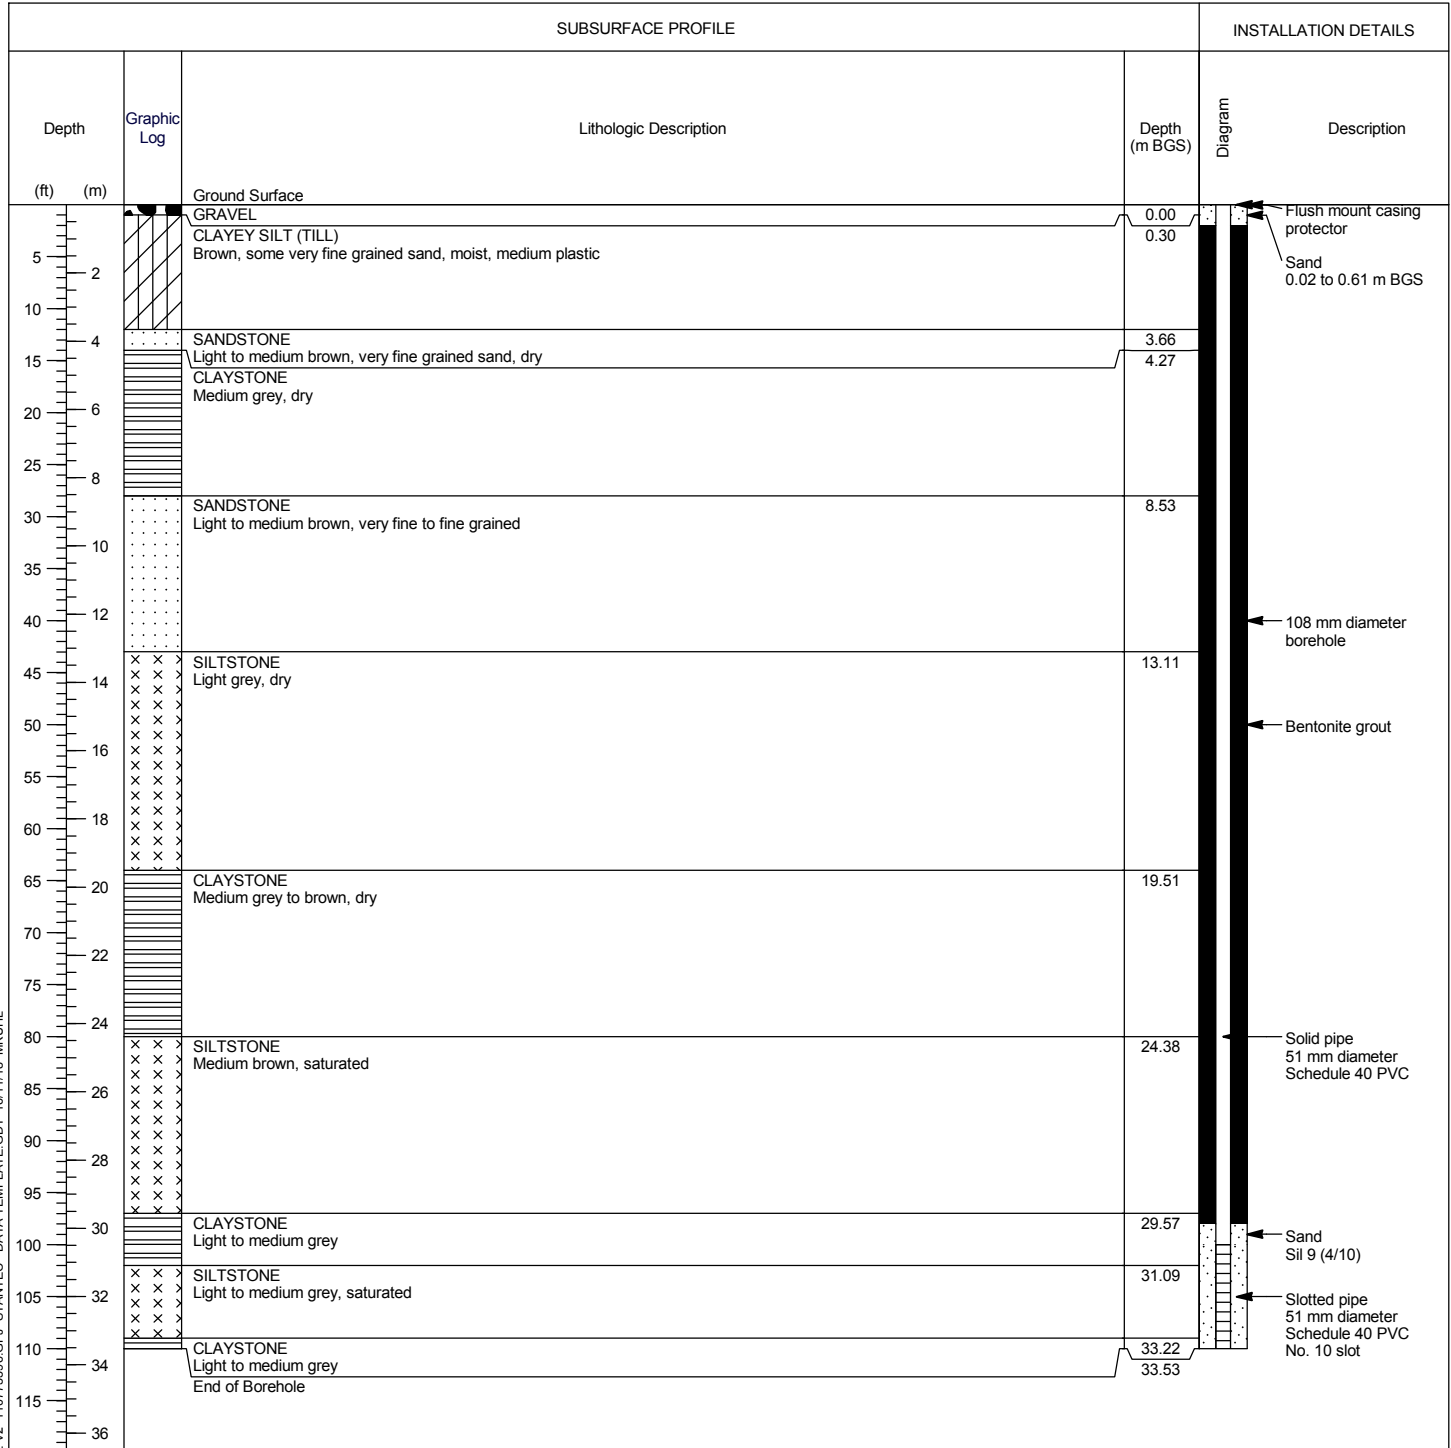 SUBSURFACE PROFILE
INSTALLATION DETAILS
Depth
Graphic
Log
Lithologic Description
Depth
(m BGS)
Diagram
Description
(ft)
(m)
Ground Surface
GRAVEL
0.00
Flush mount casing
protector
CLAYEY SILT (TILL)
0.30
Brown, some very fine grained sand, moist, medium plastic
Sand
0.02 to 0.61 m BGS
5
2
10
SANDSTONE
3.66
Light to medium brown, very fine grained sand, dry
4
15
4.27
CLAYSTONE
Medium grey, dry
20
6
25
8
SANDSTONE
8.53
Light to medium brown, very fine to fine grained
30
10
35
12
40
108 mm diameter
borehole
SILTSTONE
13.11
Light grey, dry
45
14
50
Bentonite grout
16
55
18
60
CLAYSTONE
19.51
Medium grey to brown, dry
65
20
70
22
75
24
80
Solid pipe
51 mm diameter
Schedule 40 PVC
SILTSTONE
24.38
Medium brown, saturated
85
26
90
28
95
CLAYSTONE
29.57
Light to medium grey
30
100
Sand
Sil 9 (4/10)
SILTSTONE
31.09
Light to medium grey, saturated
105
32
Slotted pipe
51 mm diameter
Schedule 40 PVC
No. 10 slot
110
CLAYSTONE
33.22
Light to medium grey
34
33.53
End of Borehole
115
36